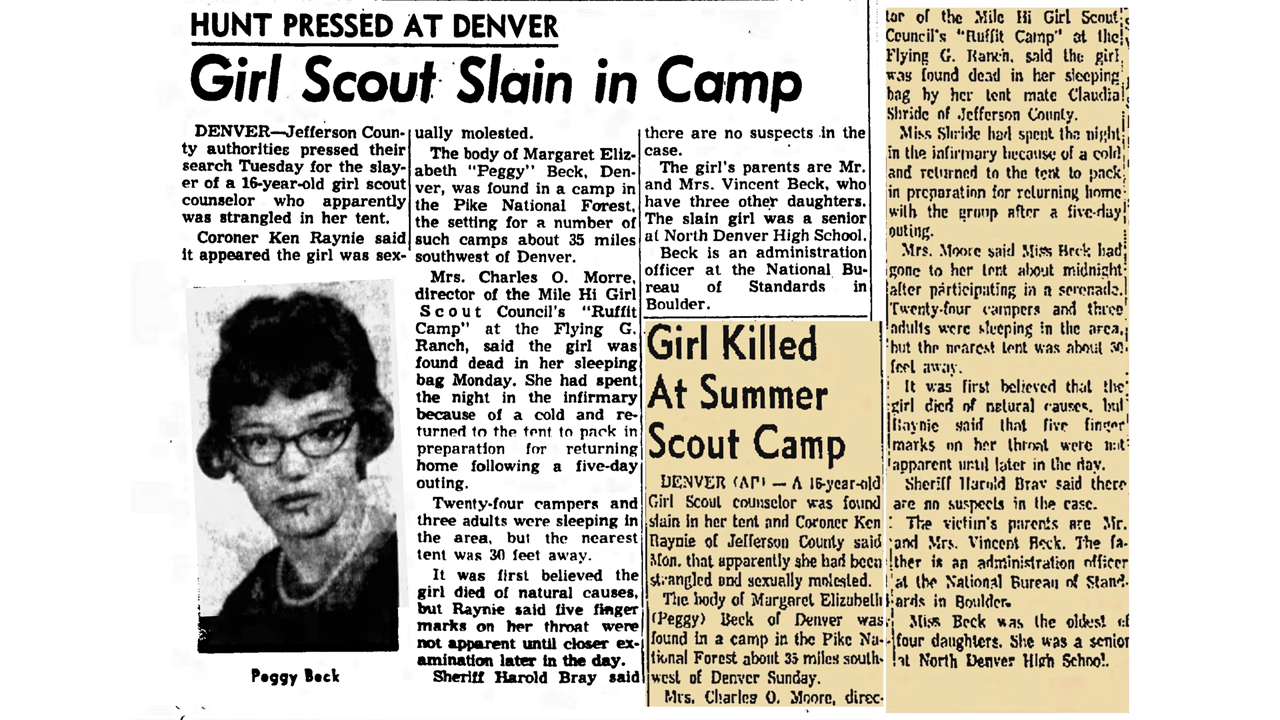 HUNT PRESSED AT DENVER
Girl Scout Slain in Camp
DENVER—Jefferson Coun-
ty authorities pressed their
search Tuesday for the slay-
er of a 16-year-old girl scout
counselor who apparently
was strangled in her tent.
Coroner Ken Raynie said
it appeared the girl was sex-
Peggy Beck
ually molested.
The body of Margaret Eliz-
abeth "Peggy" Beck, Den-
ver, was found in a camp in
the Pike National Forest,
the setting for a number of
such camps about 35 miles
southwest of Denver.
Mrs. Charles O. Morre,
director of the Mile Hi Girl
Scout Council's "Ruffit
Camp" at the Flying G.
Ranch, said the girl was
found dead in her sleeping
bag Monday. She had spent
the night in the infirmary
because of a cold and re-
turned to the tent to pack in
preparation for returning
home following a five-day
outing.
Twenty-four campers and
three adults were sleeping in
the area, but the nearest
tent was 30 feet away.
It was first believed the
girl died of natural causes,
but Raynie said five finger
marks on her throat were
not apparent until closer ex-
amination later in the day.
Sheriff Harold Bray said
there are no suspects in the
case.
The girl's parents are Mr.
and Mrs. Vincent Beck, who
have three other daughters.
The slain girl was a senior
at North Denver High School.
Beck is an administration
officer at the National Bu-
reau of Standards in
Boulder.
Girl Killed
At Summer
Scout Camp
DENVER (AP) — A 16-year-old
Girl Scout counselor was found
slain in her tent and Coroner Ken
Raynie of Jefferson County said
Mon. that apparently she had been
strangled and sexually molested.
The body of Margaret Elizabeth
(Peggy) Beck of Denver was
found in a camp in the Pike Na-
tional Forest about 35 miles south-
west of Denver Sunday.
Mrs. Charles O. Moore, direc-
tor of the Mile Hi Girl Scout
Council's "Ruffit Camp" at the
Flying G. Ranch, said the girl
was found dead in her sleeping
bag by her tent mate Claudia
Shride of Jefferson County.
Miss Shride had spent the night
in the infirmary because of a cold
and returned to the tent to pack
in preparation for returning home
with the group after a five-day
outing.
Mrs. Moore said Miss Beck had
gone to her tent about midnight
after participating in a serenade.
Twenty-four campers and three
adults were sleeping in the area,
but the nearest tent was about 30
feet away.
It was first believed that the
girl died of natural causes, but
Raynie said that five finger
marks on her throat were not
apparent until later in the day.
Sheriff Harold Bray said there
are no suspects in the case.
The victim's parents are Mr.
and Mrs. Vincent Beck. The fa-
ther is an administration officer
at the National Bureau of Stand-
ards in Boulder.
Miss Beck was the oldest of
four daughters. She was a senior
at North Denver High School.